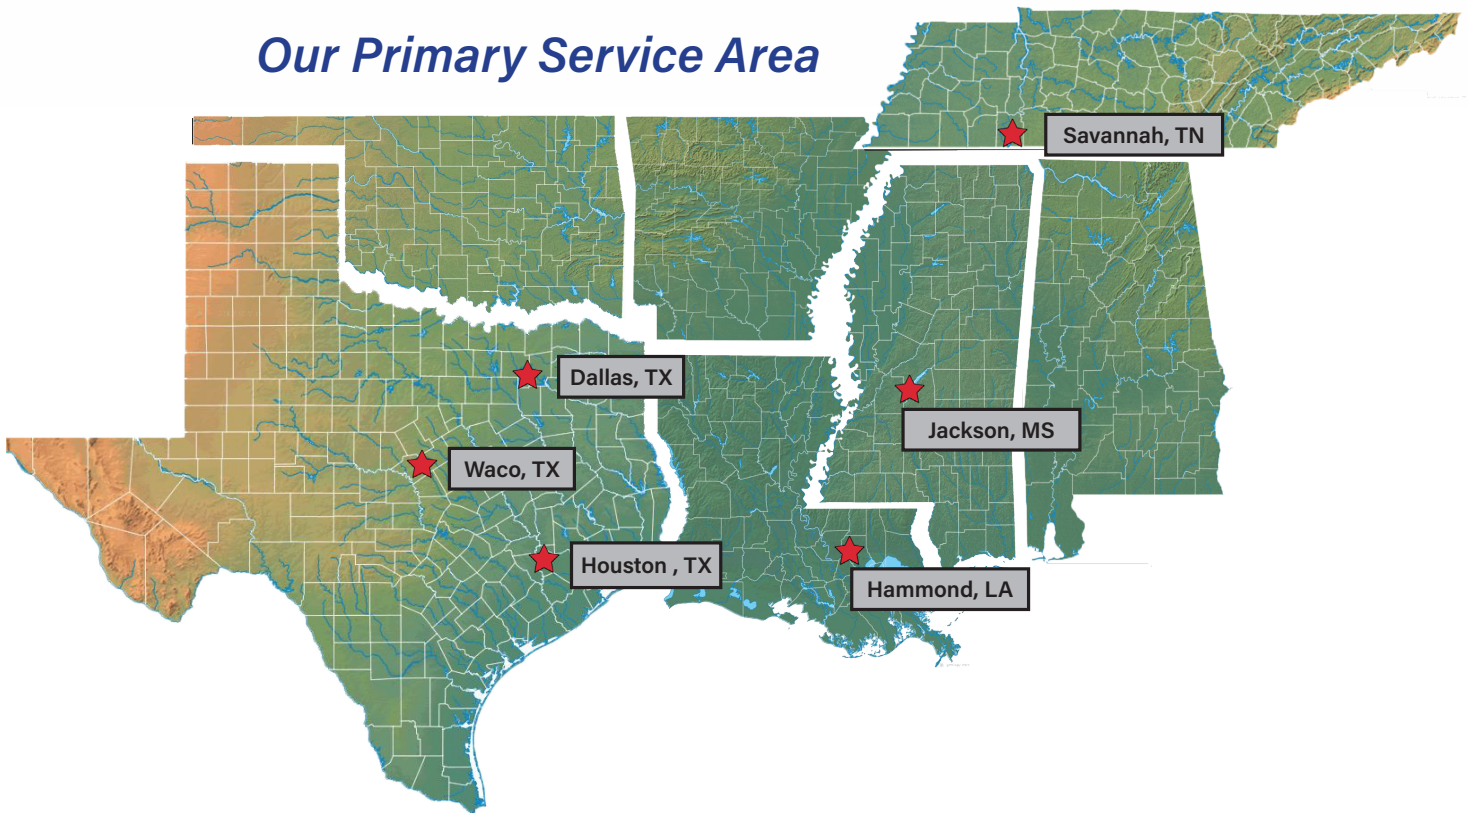 Our Primary Service Area
Savannah, TN
Dallas, TX
Jackson, MS
Waco, TX
Houston , TX
Hammond, LA